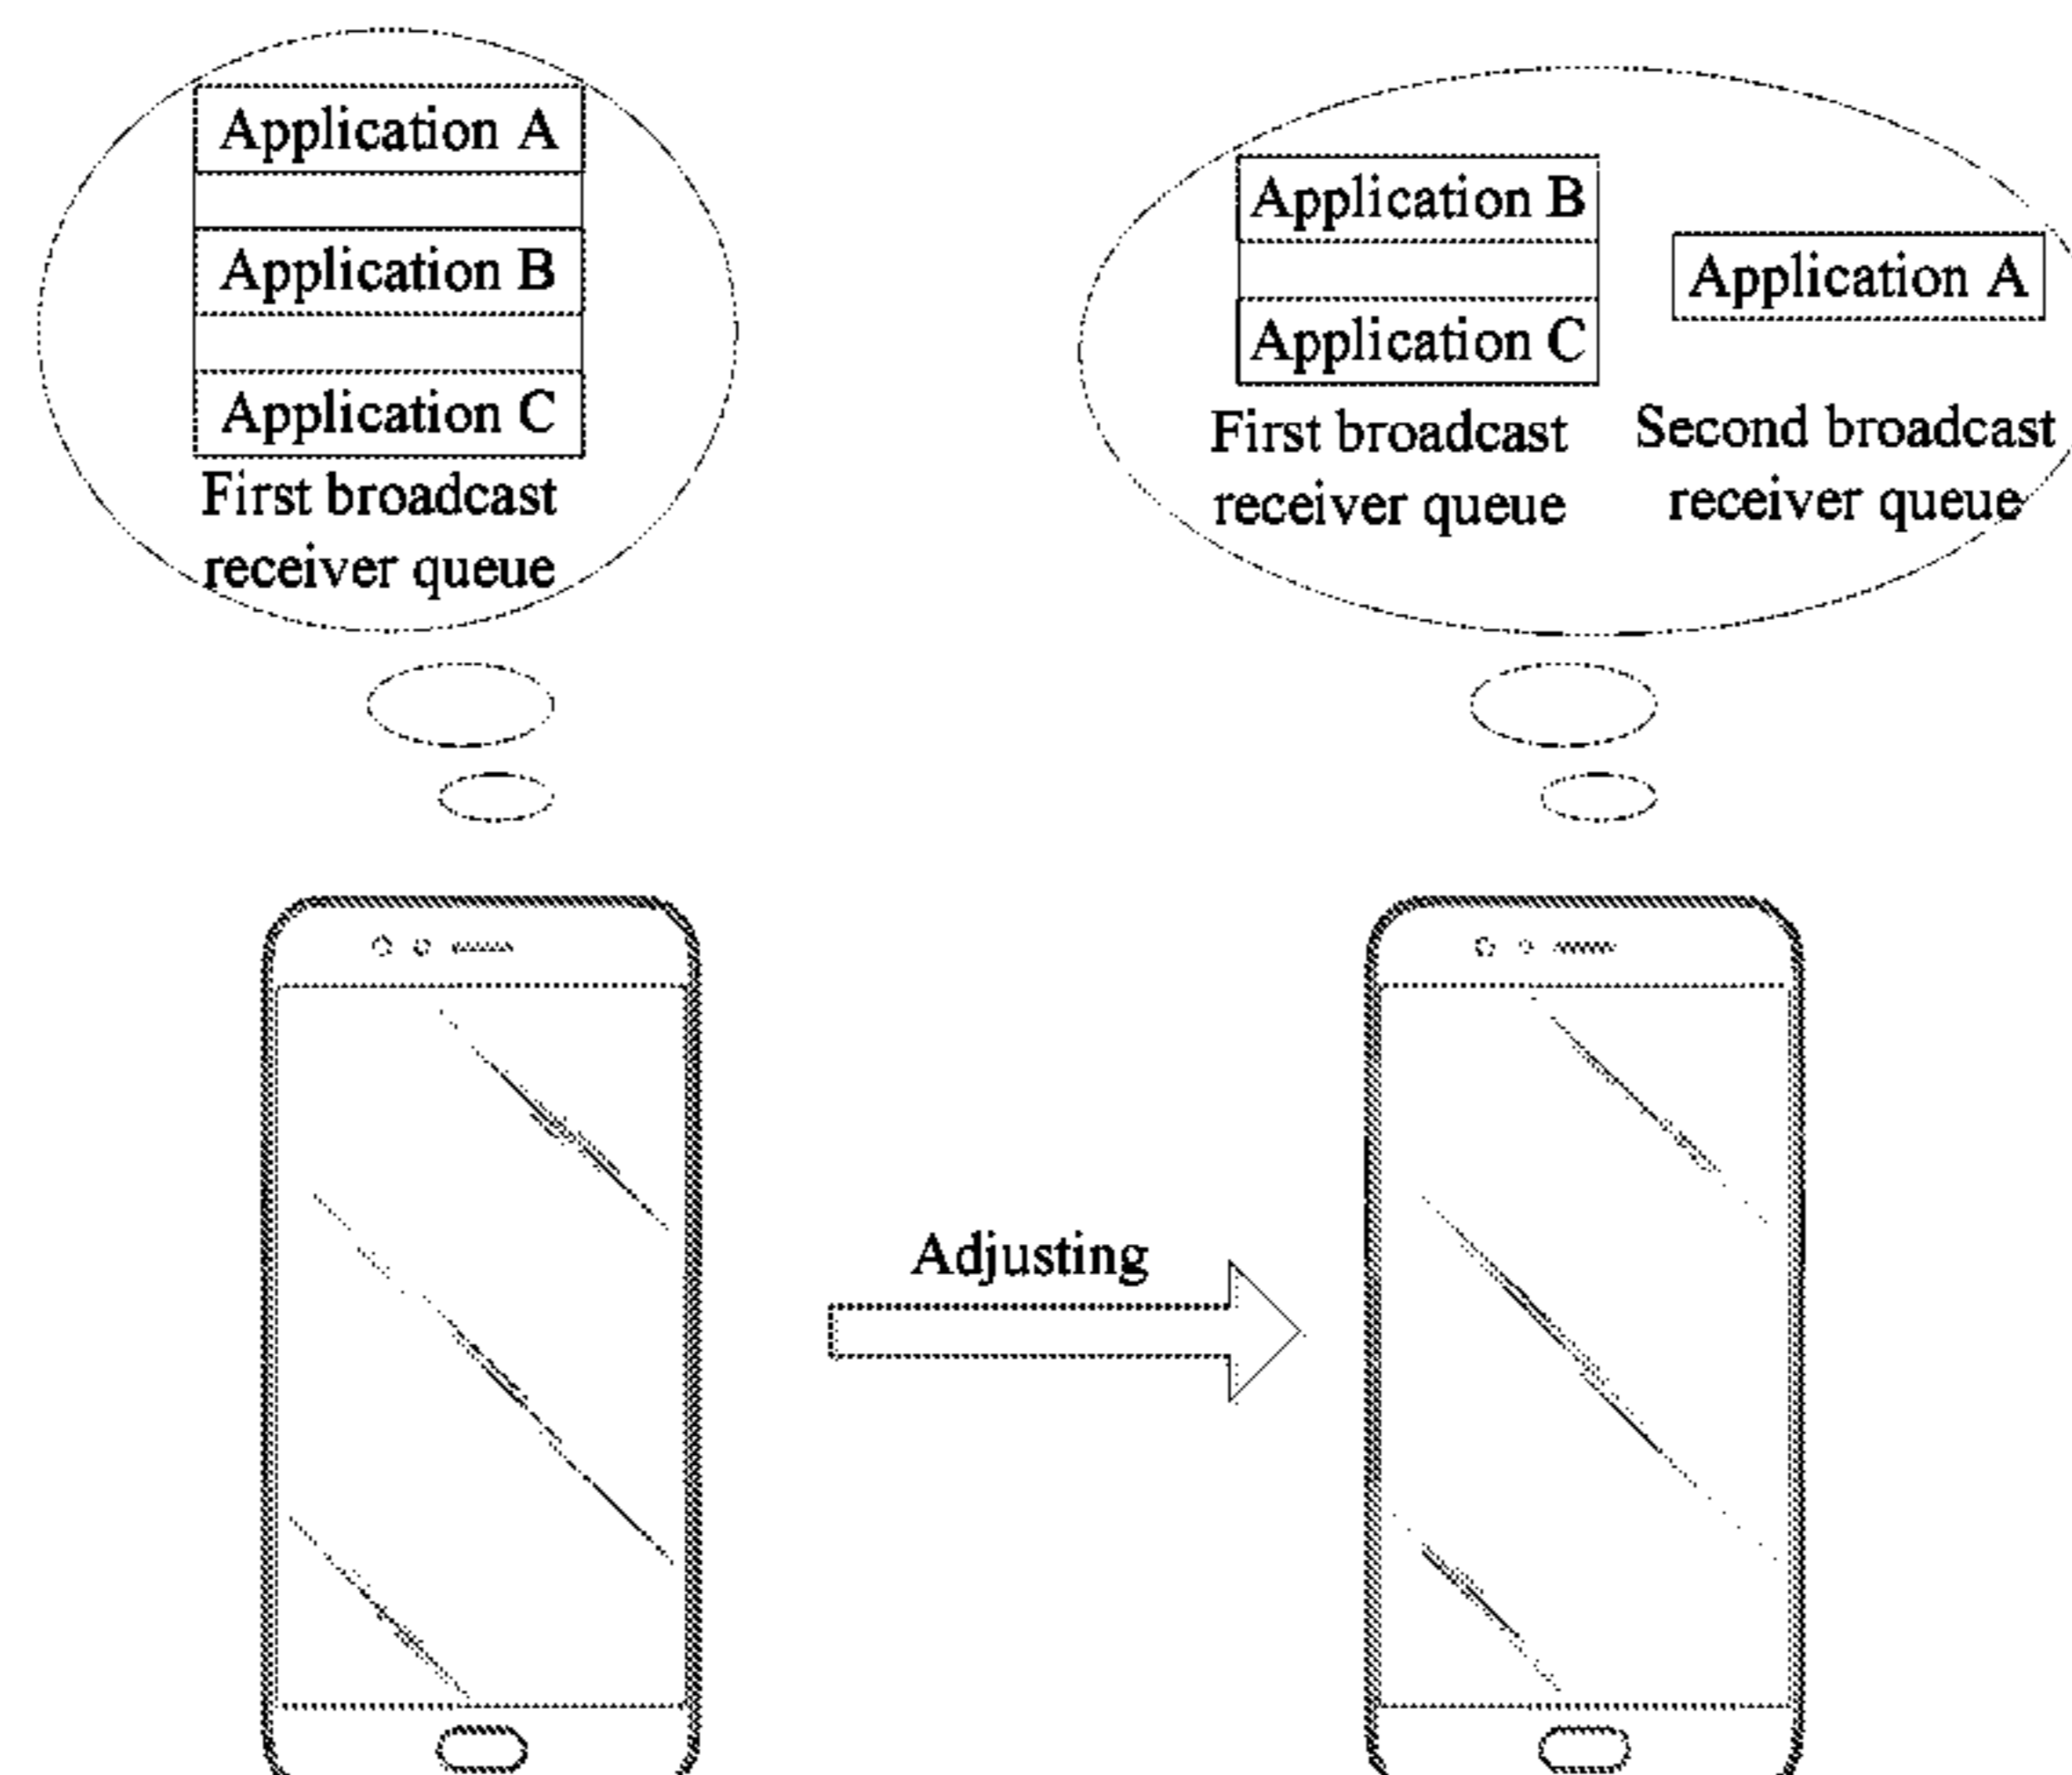 Application A
Application B
Application C
First broadcast
receiver queue
Application B
Application C
First broadcast
receiver queue
Application A
Second broadcast
receiver queue
Adjusting